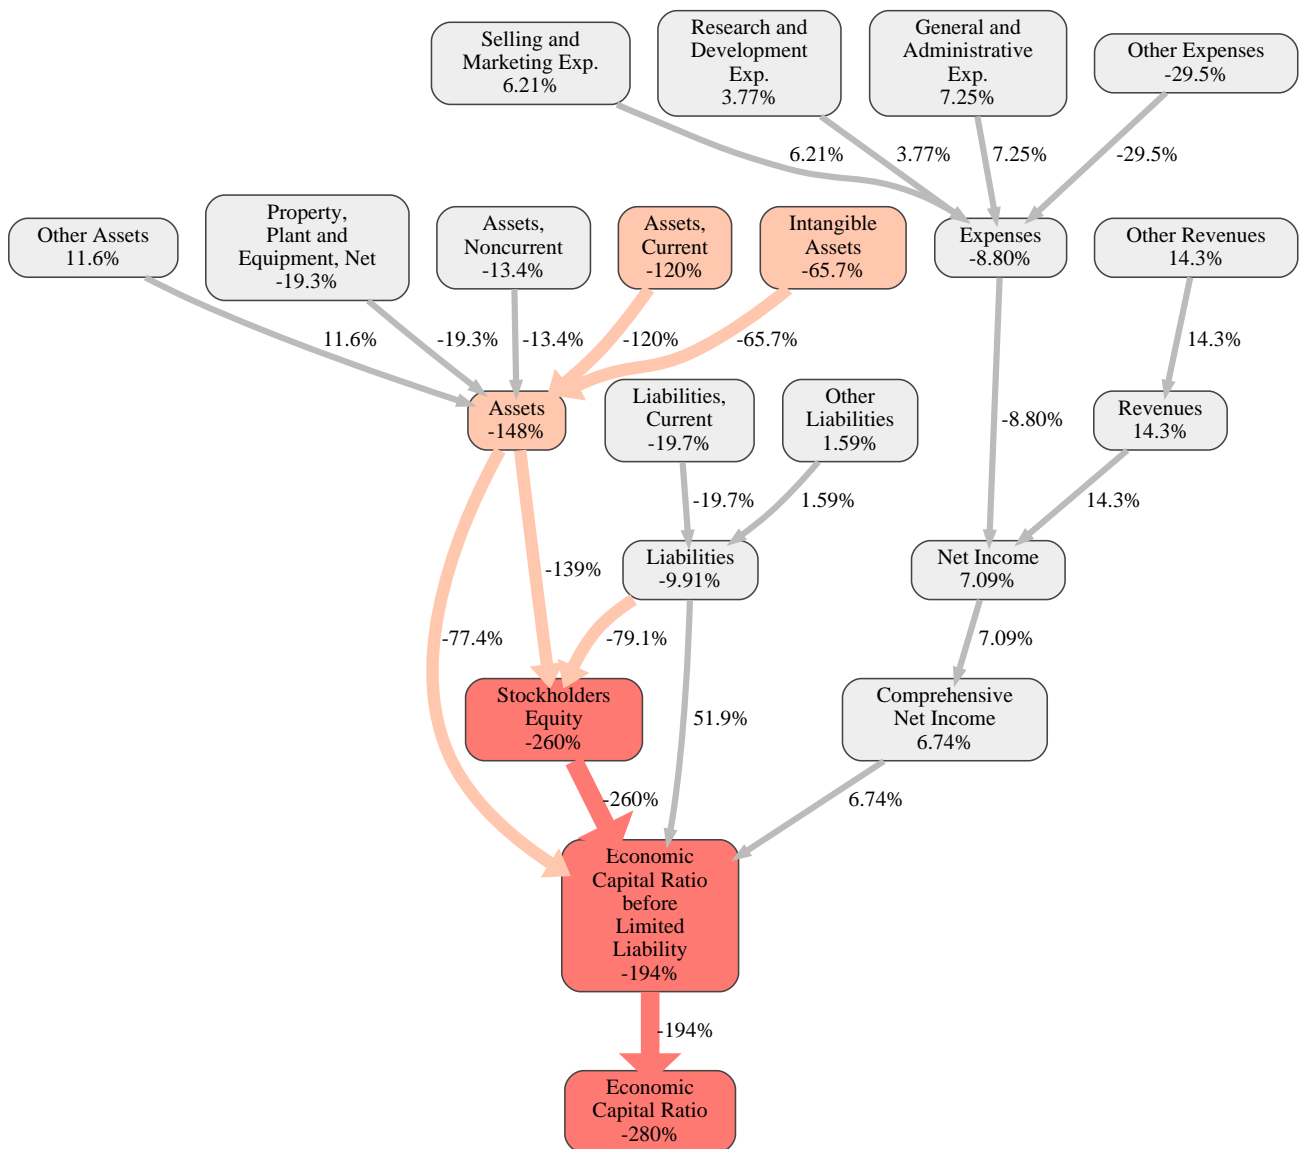 Selling and
Marketing Exp.
6.21%
Research and
Development
Exp.
3.77%
General and
Administrative
Exp.
7.25%
Other Expenses
-29.5%
6.21%
3.77%
7.25%
-29.5%
Other Assets
11.6%
Property,
Plant and
Equipment, Net
-19.3%
Assets,
Noncurrent
-13.4%
Assets,
Current
-120%
Intangible
Assets
-65.7%
Expenses
-8.80%
Other Revenues
14.3%
11.6%
-19.3%
-13.4%
-120%
-65.7%
14.3%
Assets
-148%
Liabilities,
Current
-19.7%
Other
Liabilities
1.59%
-8.80%
Revenues
14.3%
-19.7%
1.59%
14.3%
-139%
Liabilities
-9.91%
Net Income
7.09%
-77.4%
-79.1%
7.09%
Stockholders
Equity
-260%
51.9%
Comprehensive
Net Income
6.74%
-260%
6.74%
Economic
Capital Ratio
before
Limited
Liability
-194%
-194%
Economic
Capital Ratio
-280%